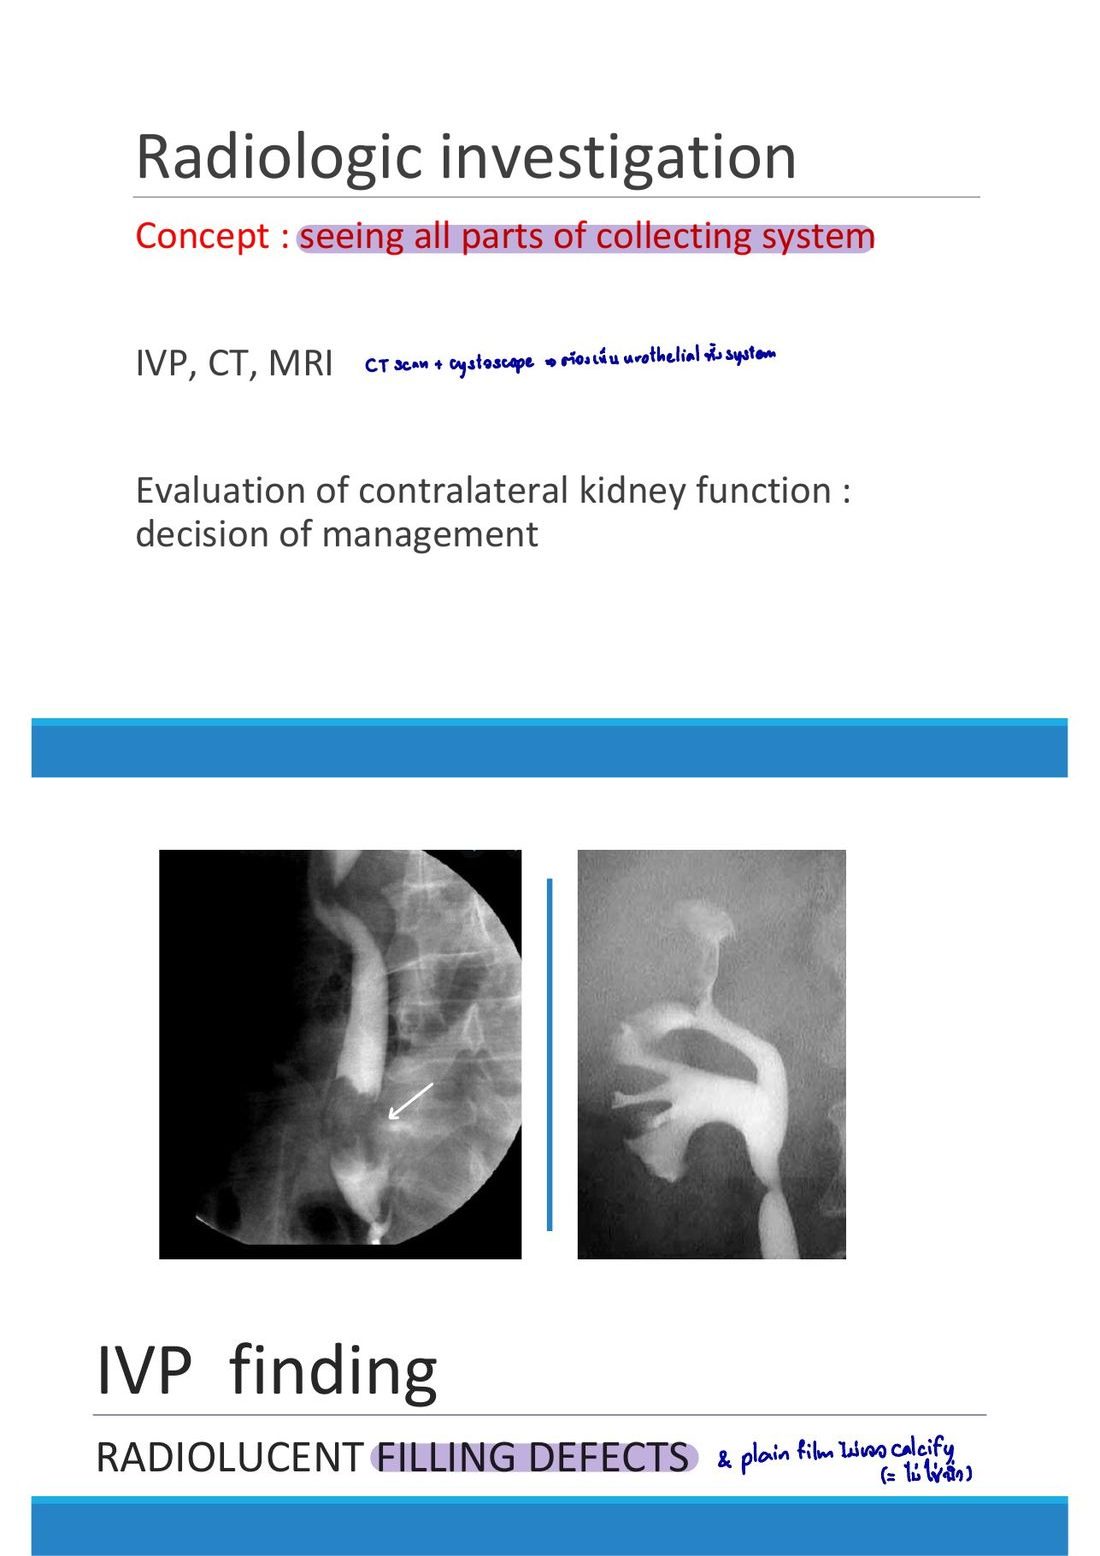 Radiologic investigation
Concept : seeing all parts of collecting system
IVP, CT, MRI
CT scan + cystoscope → ต้องเห็น urothelial ทั้ง system
Evaluation of contralateral kidney function :
decision of management
IVP finding
RADIOLUCENT FILLING DEFECTS
& plain film ไม่เจอ calcify
(= ไม่ใช่นิ่ว)